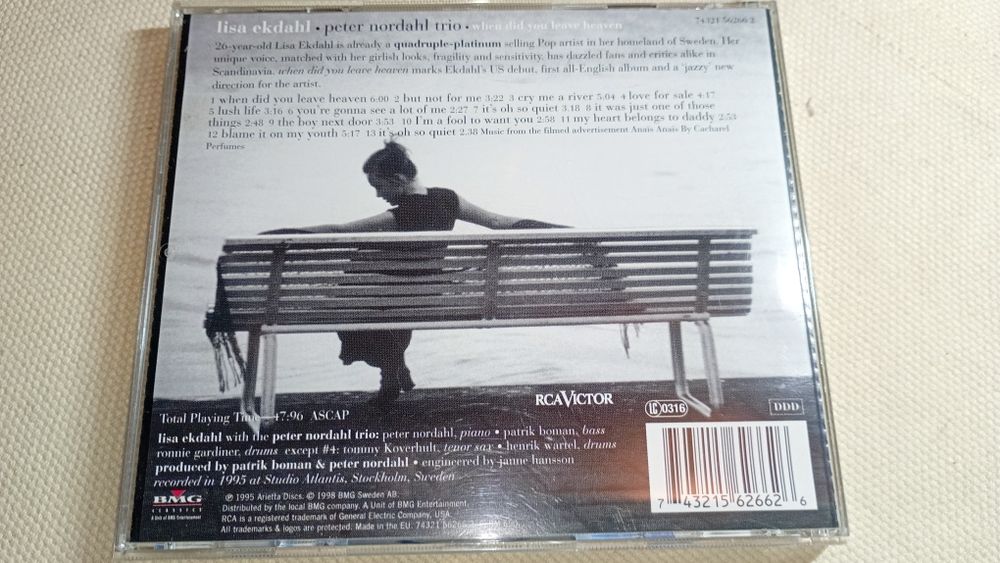 lisa ekdahl • peter nordahl trio • when did you leave heaven
74321 56266 2
26-year-old Lisa Ekdahl is already a quadruple-platinum selling Pop artist in her homeland of Sweden. Her
unique voice, matched with her girlish looks, fragility and sensitivity, has dazzled fans and critics alike in
Scandinavia. when did you leave heaven marks Ekdahl's US debut, first all-English album and a 'jazzy' new
direction for the artist.
1 when did you leave heaven 6:00 2 but not for me 3:22 3 cry me a river 5:04 4 love for sale 4:17
5 lush life 3:16 6 you're gonna see a lot of me 2:27 7 it's oh so quiet 3.18 8 it was just one of those
things 2:48 9 the boy next door 3:53 10 I'm a fool to want you 2:58 11 my heart belongs to daddy 2:53
12 blame it on my youth 5:17 13 it's oh so quiet 2.38 Music from the filmed advertisement Anaïs Anaïs By Cacharel
Perfumes
RCA VICTOR
LC 0316
DDD
Total Playing Time—47:96 ASCAP
lisa ekdahl with the peter nordahl trio: peter nordahl, piano • patrik boman, bass
ronnie gardiner, drums except #4: tommy Koverhult, tenor sax • henrik wartel, drums
produced by patrik boman & peter nordahl • engineered by janne hansson
recorded in 1995 at Studio Atlantis, Stockholm, Sweden
BMG
CLASSICS
A Unit of BMG Entertainment
℗ 1995 Arietta Discs. © 1998 BMG Sweden AB.
Distributed by the local BMG company. A Unit of BMG Entertainment.
RCA is a registered trademark of General Electric Company, USA.
All trademarks & logos are protected. Made in the EU: 74321 56266
7 43215 62662 6